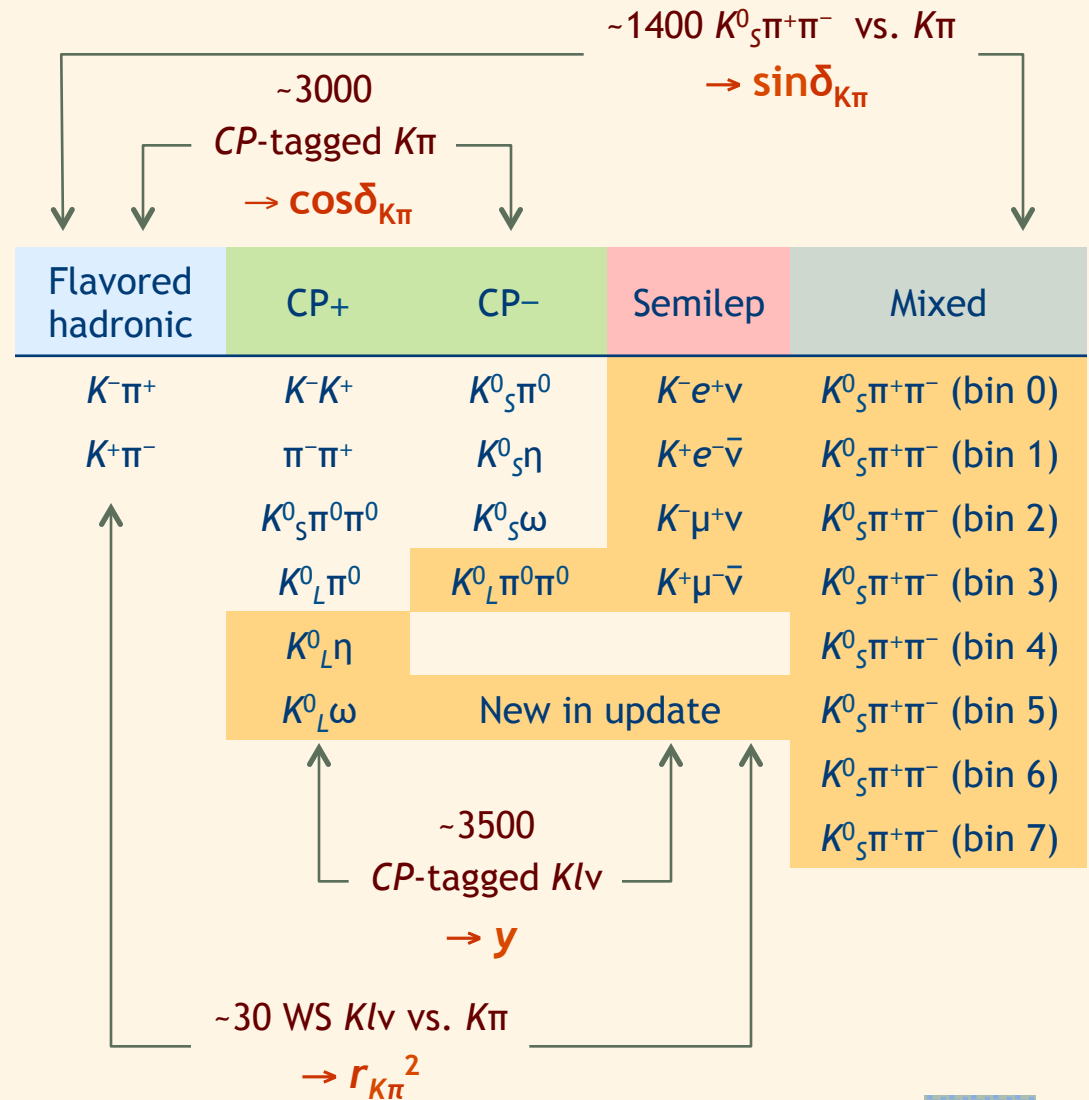 ~1400 K⁰Sπ⁺π⁻ vs. Kπ
→ sinδKπ
~3000
CP-tagged Kπ
→ cosδKπ
Flavored hadronic CP+ CP− Semilep Mixed
K⁻π⁺ K⁻K⁺ K⁰Sπ⁰ K⁻e⁺ν K⁰Sπ⁺π⁻ (bin 0)
K⁺π⁻ π⁻π⁺ K⁰Sη K⁺e⁻ν̄ K⁰Sπ⁺π⁻ (bin 1)
K⁰Sπ⁰π⁰ K⁰Sω K⁻μ⁺ν K⁰Sπ⁺π⁻ (bin 2)
K⁰Lπ⁰ K⁰Lπ⁰π⁰ K⁺μ⁻ν̄ K⁰Sπ⁺π⁻ (bin 3)
K⁰Lη K⁰Sπ⁺π⁻ (bin 4)
K⁰Lω New in update K⁰Sπ⁺π⁻ (bin 5)
K⁰Sπ⁺π⁻ (bin 6)
K⁰Sπ⁺π⁻ (bin 7)
~3500
CP-tagged Klν
→ y
~30 WS Klν vs. Kπ
→ rKπ²